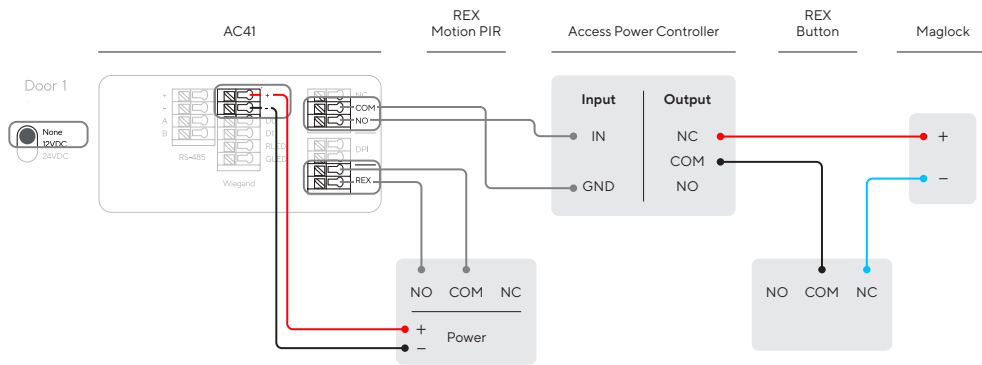 AC41
REX
Motion PIR
Access Power Controller
REX
Button
Maglock
Door 1
None
12VDC
24VDC
+
−
A
B
RS-485
+
-
D0
D1
RLED
GLED
Wiegand
NC
COM
NO
DPI
REX
Input
Output
IN
GND
NC
COM
NO
+
−
NO COM NC
+
−
Power
NO COM NC